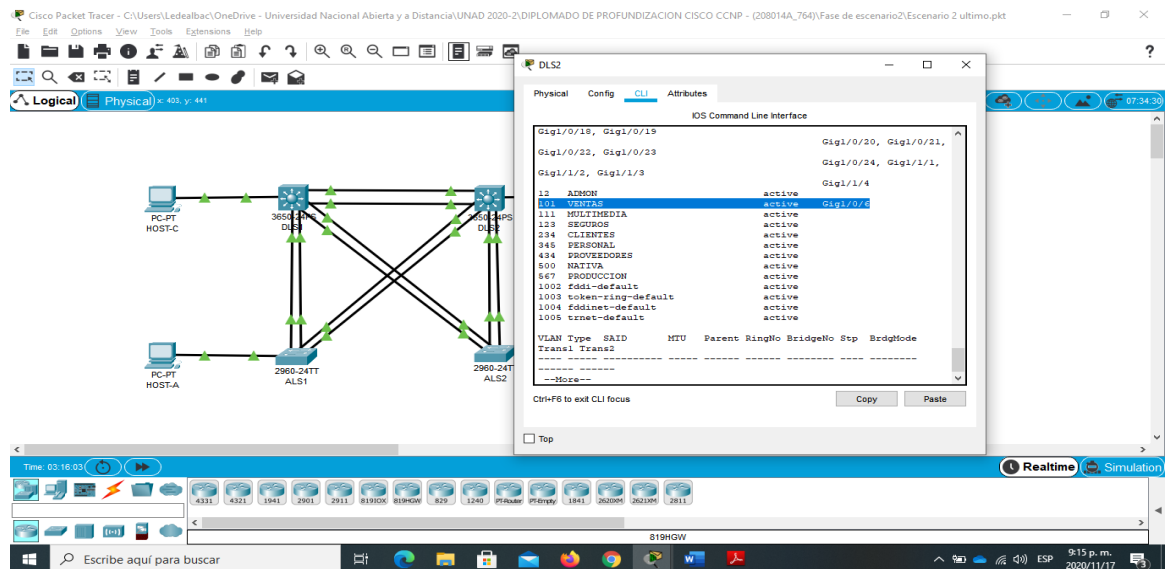 Cisco Packet Tracer - C:\Users\Ledealbac\OneDrive - Universidad Nacional Abierta y a Distancia\UNAD 2020-2\DIPLOMADO DE PROFUNDIZACION CISCO CCNP - (208014A_764)\Fase de escenario2\Escenario 2 ultimo.pkt
File Edit Options View Tools Extensions Help
?
DLS2
Logical Physical x: 403, y: 441
07:34:30
Physical Config CLI Attributes
IOS Command Line Interface
Gig1/0/18, Gig1/0/19
Gig1/0/20, Gig1/0/21,
Gig1/0/22, Gig1/0/23
Gig1/0/24, Gig1/1/1,
Gig1/1/2, Gig1/1/3
Gig1/1/4
12 ADMON active
101 VENTAS active Gig1/0/6
111 MULTIMEDIA active
123 SEGUROS active
234 CLIENTES active
345 PERSONAL active
434 PROVEEDORES active
500 NATIVA active
567 PRODUCCION active
1002 fddi-default active
1003 token-ring-default active
1004 fddinet-default active
1005 trnet-default active
VLAN Type SAID MTU Parent RingNo BridgeNo Stp BrdgMode
Trans1 Trans2
---- ----- ---------- ----- ------ ------ -------- ---- --------
------ ------
--More--
Ctrl+F6 to exit CLI focus
Copy Paste
Top
PC-PT
HOST-C
3650-24PS
DLS1
3650-24PS
DLS2
PC-PT
HOST-A
2960-24TT
ALS1
2960-24T
ALS2
Time: 03:16:03
Realtime Simulation
4331 4321 1941 2901 2911 819IOX 819HGW 829 1240 PT-Router PT-Empty 1841 2620XM 2621XM 2811
819HGW
Escribe aquí para buscar
ESP
9:15 p. m.
2020/11/17
3